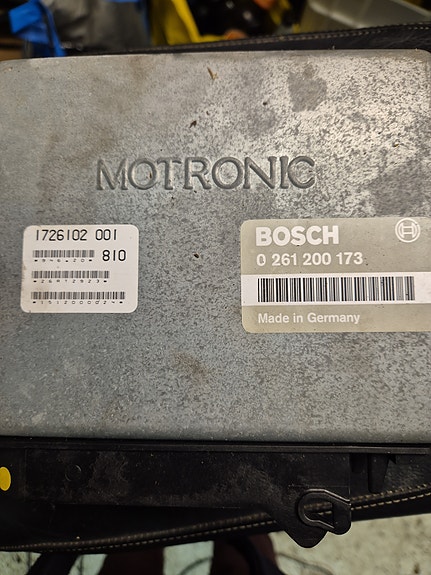 MOTRONIC
1726102 001
810
BOSCH
0 261 200 173
Made in Germany